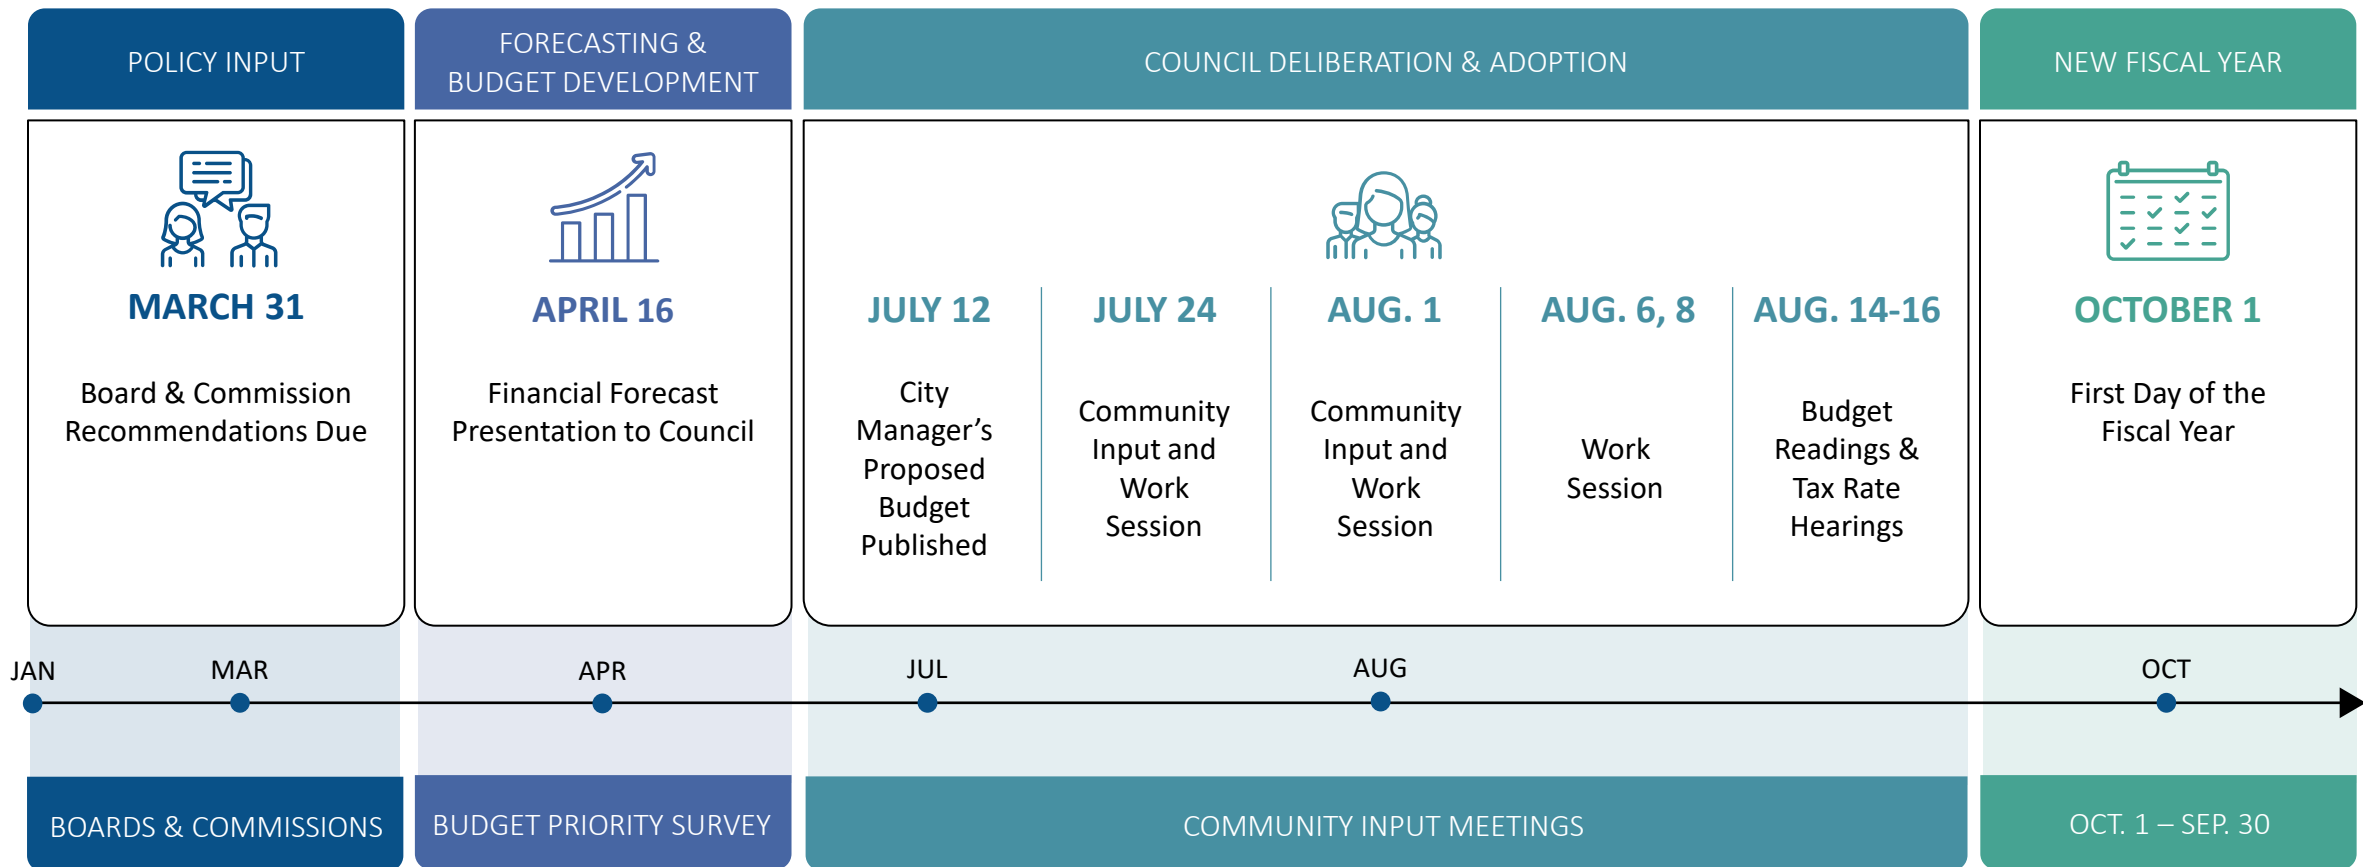 POLICY INPUT
FORECASTING &
BUDGET DEVELOPMENT
COUNCIL DELIBERATION & ADOPTION
NEW FISCAL YEAR
MARCH 31
Board & Commission
Recommendations Due
APRIL 16
Financial Forecast
Presentation to Council
JULY 12
City
Manager’s
Proposed
Budget
Published
JULY 24
Community
Input and
Work
Session
AUG. 1
Community
Input and
Work
Session
AUG. 6, 8
Work
Session
AUG. 14-16
Budget
Readings &
Tax Rate
Hearings
OCTOBER 1
First Day of the
Fiscal Year
JAN
MAR
APR
JUL
AUG
OCT
BOARDS & COMMISSIONS
BUDGET PRIORITY SURVEY
COMMUNITY INPUT MEETINGS
OCT. 1 – SEP. 30